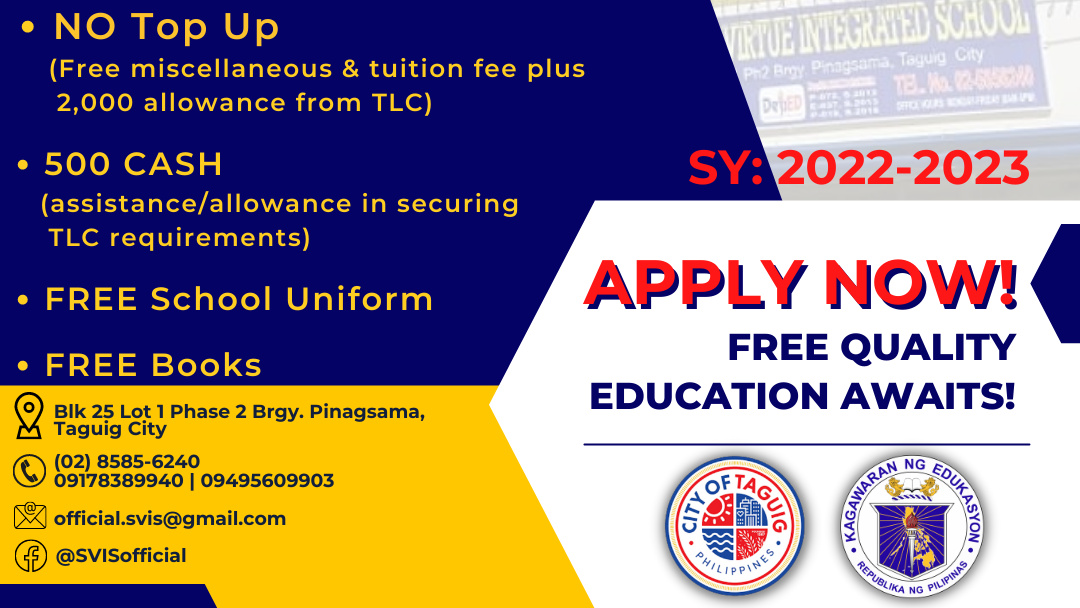 • NO Top Up
(Free miscellaneous & tuition fee plus
2,000 allowance from TLC)
• 500 CASH
(assistance/allowance in securing
TLC requirements)
• FREE School Uniform
• FREE Books
Blk 25 Lot 1 Phase 2 Brgy. Pinagsama,
Taguig City
(02) 8585-6240
09178389940 | 09495609903
official.svis@gmail.com
@SVISofficial
VIRTUE INTEGRATED SCHOOL
Ph2 Brgy. Pinagsama, Taguig City
TEL. No.
DepED
SY: 2022-2023
APPLY NOW!
FREE QUALITY
EDUCATION AWAITS!
CITY OF TAGUIG
PHILIPPINES
KAGAWARAN NG EDUKASYON
REPUBLIKA NG PILIPINAS